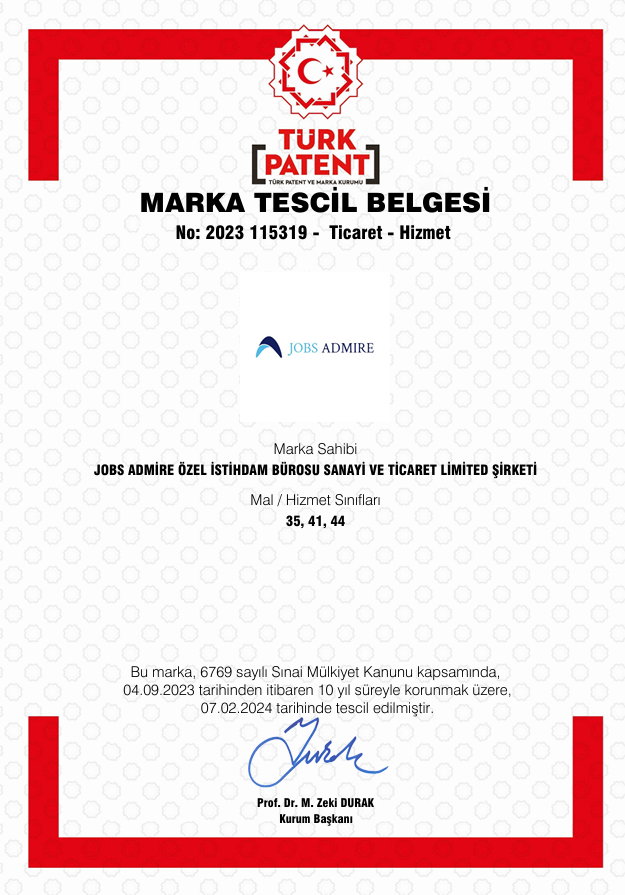 TÜRK
PATENT
TÜRK PATENT VE MARKA KURUMU
MARKA TESCİL BELGESİ
No: 2023 115319 - Ticaret - Hizmet
JOBS ADMIRE
Marka Sahibi
JOBS ADMİRE ÖZEL İSTİHDAM BÜROSU SANAYİ VE TİCARET LİMİTED ŞİRKETİ
Mal / Hizmet Sınıfları
35, 41, 44
Bu marka, 6769 sayılı Sınai Mülkiyet Kanunu kapsamında,
04.09.2023 tarihinden itibaren 10 yıl süreyle korunmak üzere,
07.02.2024 tarihinde tescil edilmiştir.
Prof. Dr. M. Zeki DURAK
Kurum Başkanı